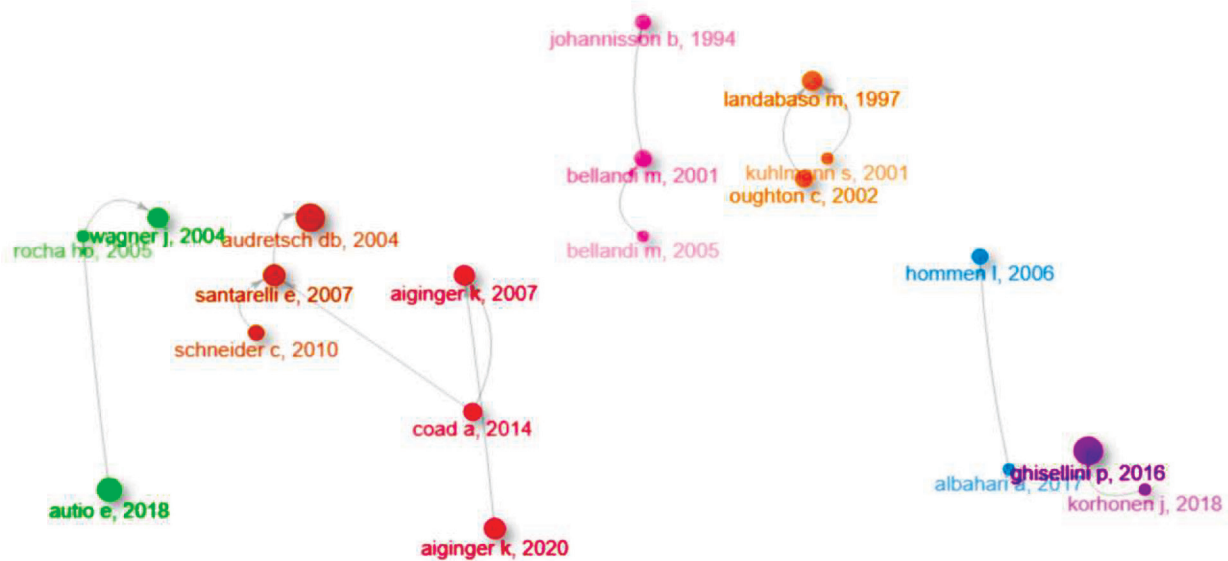 johannisson b, 1994
landabaso m, 1997
bellandi m, 2001
kuhlmann s, 2001
oughton c, 2002
wagner j, 2004
audretsch db, 2004
rocha ho, 2005
bellandi m, 2005
hommen l, 2006
santarelli e, 2007
aiginger k, 2007
schneider c, 2010
coad a, 2014
ghisellini p, 2016
albahari a, 2017
korhonen j, 2018
autio e, 2018
aiginger k, 2020